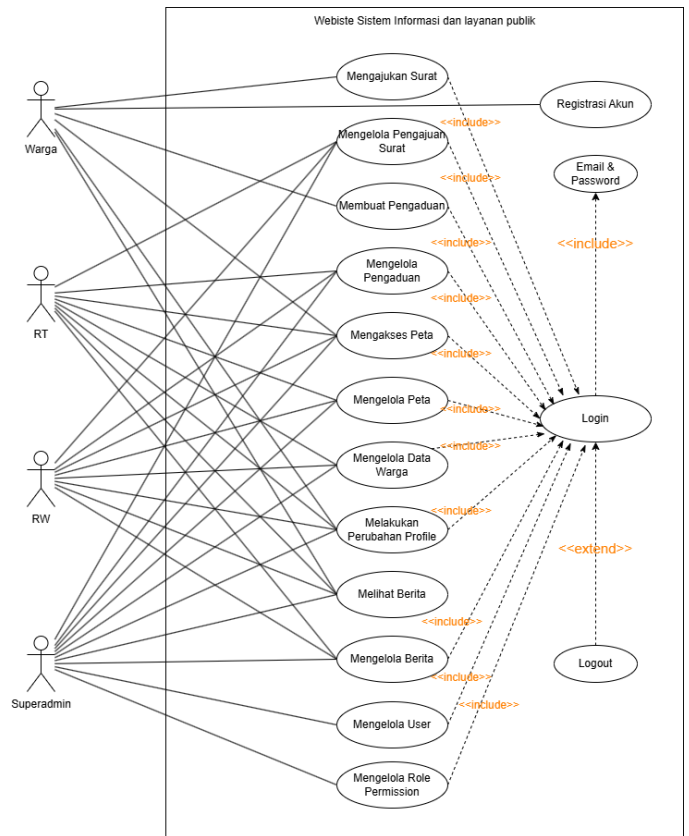 Webiste Sistem Informasi dan layanan publik
Mengajukan Surat
Registrasi Akun
Warga
<<include>>
Mengelola Pengajuan
Surat
Email &
Password
<<include>>
Membuat Pengaduan
<<include>>
<<include>>
Mengelola
Pengaduan
RT
<<include>>
Mengakses Peta
<<include>>
Mengelola Peta
<<include>>
Login
Mengelola Data
Warga
<<include>>
RW
<<include>>
Melakukan
Perubahan Profile
<<extend>>
Melihat Berita
<<include>>
Mengelola Berita
Logout
<<include>>
Superadmin
<<include>>
Mengelola User
Mengelola Role
Permission